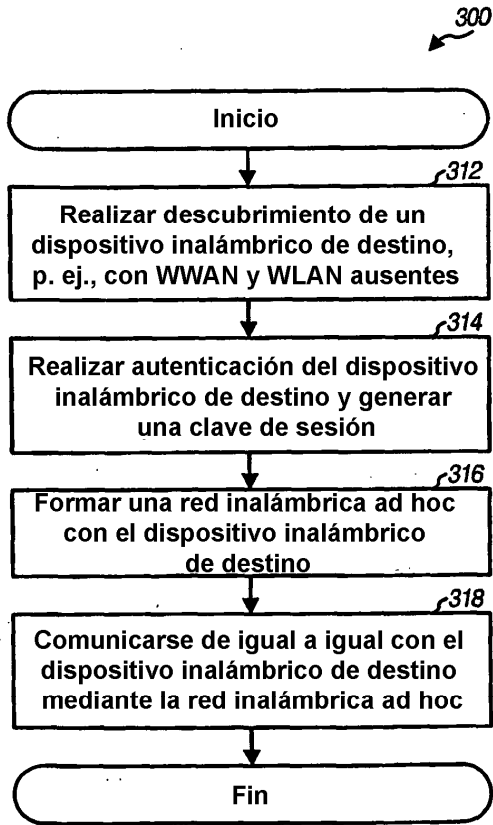 300
Inicio
312
Realizar descubrimiento de un
dispositivo inalámbrico de destino,
p. ej., con WWAN y WLAN ausentes
314
Realizar autenticación del dispositivo
inalámbrico de destino y generar
una clave de sesión
316
Formar una red inalámbrica ad hoc
con el dispositivo inalámbrico
de destino
318
Comunicarse de igual a igual con el
dispositivo inalámbrico de destino
mediante la red inalámbrica ad hoc
Fin